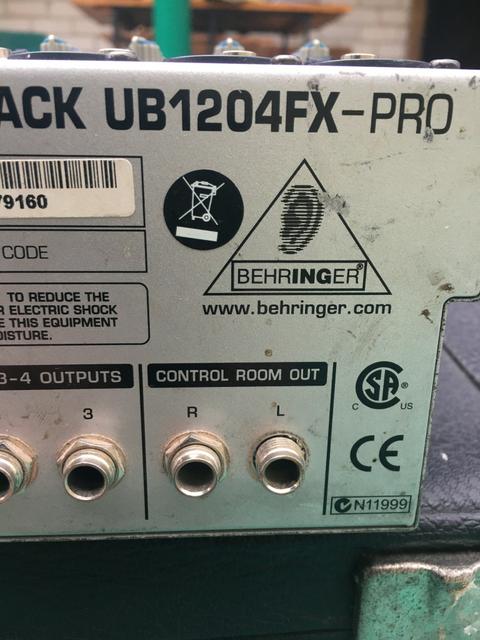 ACK UB1204FX-PRO
79160
CODE
BEHRINGER®
www.behringer.com
TO REDUCE THE
ELECTRIC SHOCK
E THIS EQUIPMENT
OISTURE.
3-4 OUTPUTS
CONTROL ROOM OUT
3
R
L
CSA®
C US
CE
N11999